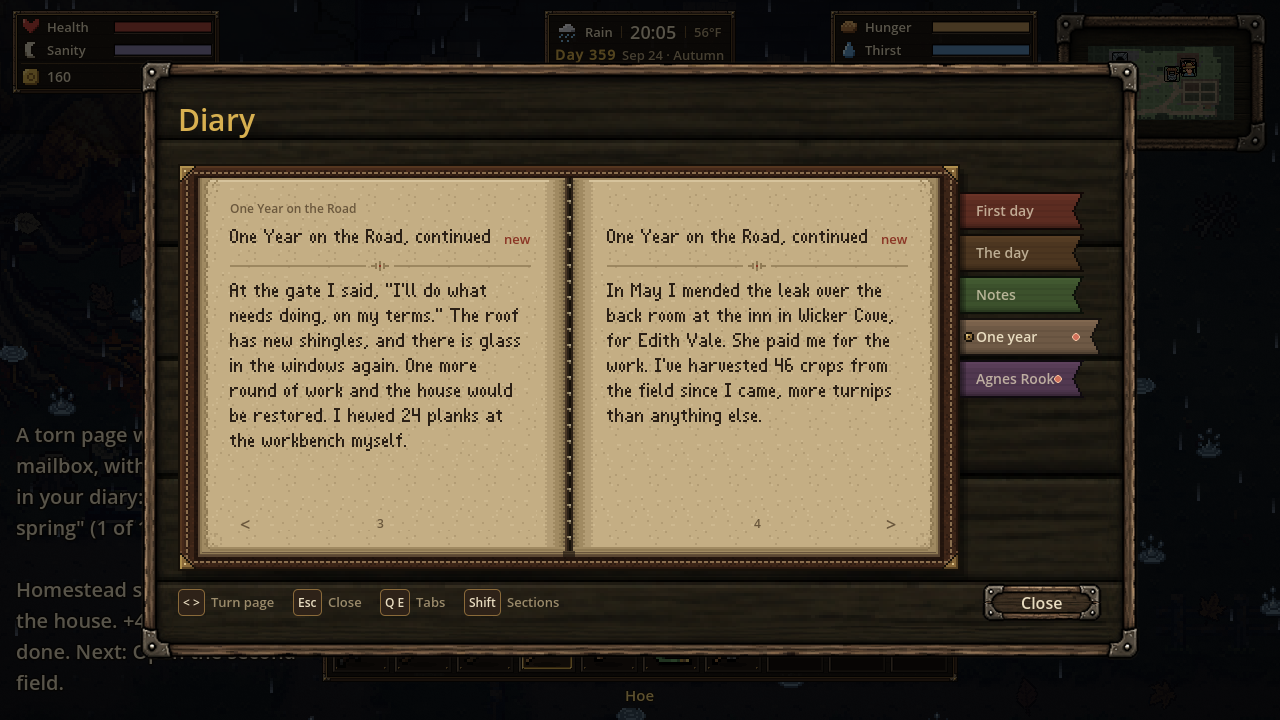 Health
Sanity
160
Rain
20:05
56°F
Day 359 Sep 24 · Autumn
Hunger
Thirst
Diary
One Year on the Road
One Year on the Road, continued new
At the gate I said, "I'll do what
needs doing, on my terms." The roof
has new shingles, and there is glass
in the windows again. One more
round of work and the house would
be restored. I hewed 24 planks at
the workbench myself.
< 3
One Year on the Road, continued new
In May I mended the leak over the
back room at the inn in Wicker Cove,
for Edith Vale. She paid me for the
work. I've harvested 46 crops from
the field since I came, more turnips
than anything else.
4 >
First day
The day
Notes
One year
Agnes Rook
A torn page
mailbox, with
in your diary:
spring" (1 of
Homestead
the house. +4
done. Next: the second
field.
< > Turn page
Esc Close
Q E Tabs
Shift Sections
Close
Hoe